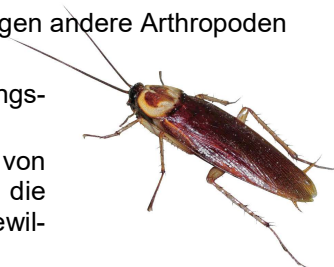 gen andere Arthropoden
ngs-
von
die
ewil-